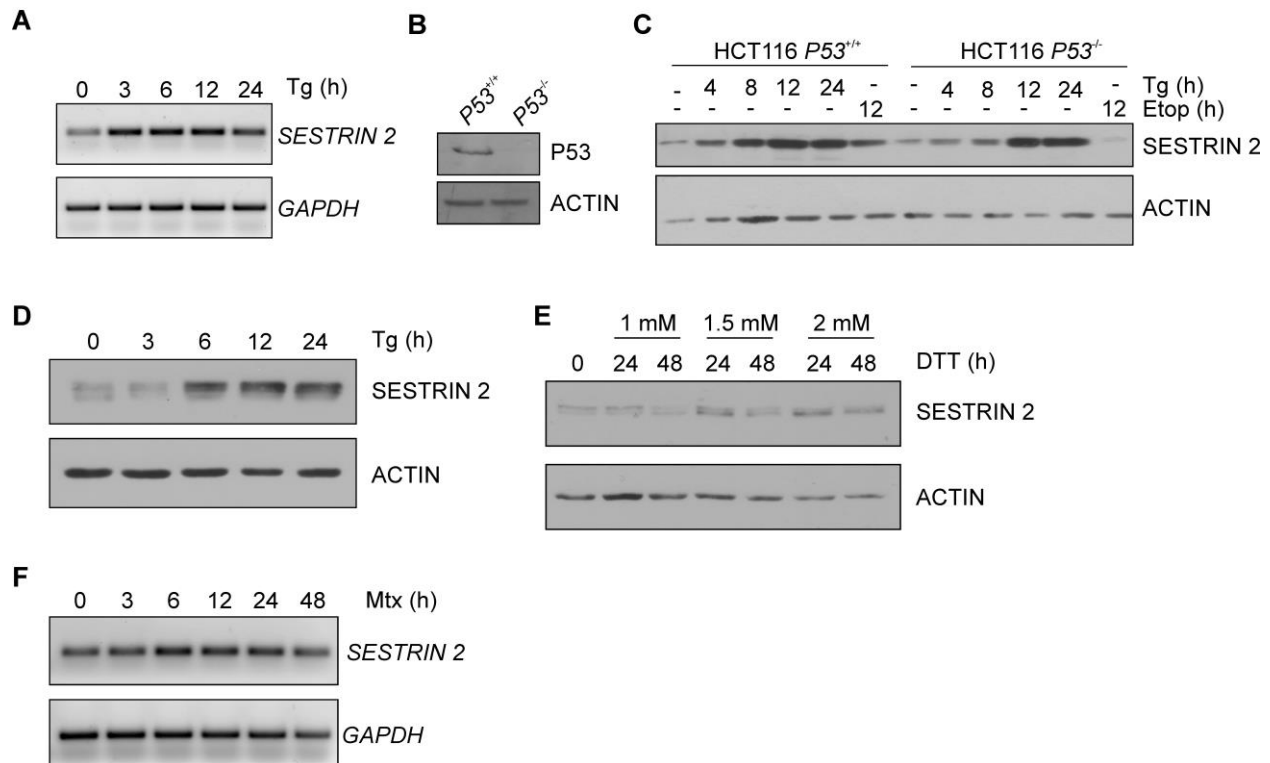 A
0 3 6 12 24 Tg (h)
SESTRIN 2
GAPDH
B
P53+/+ P53-/-
P53
ACTIN
C
HCT116 P53+/+ HCT116 P53-/-
- 4 8 12 24 - - 4 8 12 24 - Tg (h)
- - - - - 12 - - - - - 12 Etop (h)
SESTRIN 2
ACTIN
D
0 3 6 12 24 Tg (h)
SESTRIN 2
ACTIN
E
1 mM 1.5 mM 2 mM
0 24 48 24 48 24 48 DTT (h)
SESTRIN 2
ACTIN
F
0 3 6 12 24 48 Mtx (h)
SESTRIN 2
GAPDH